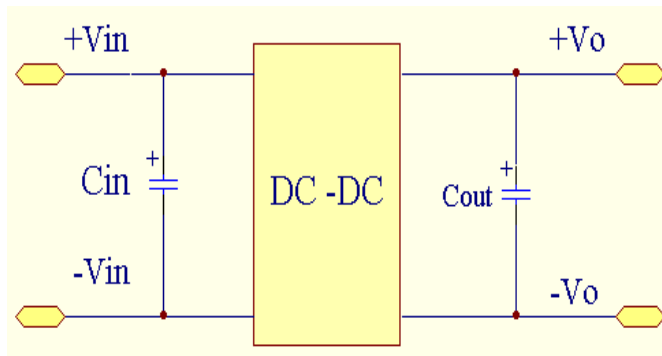 +Vin
+Vo
+
Cin
DC -DC
+
Cout
-Vin
-Vo